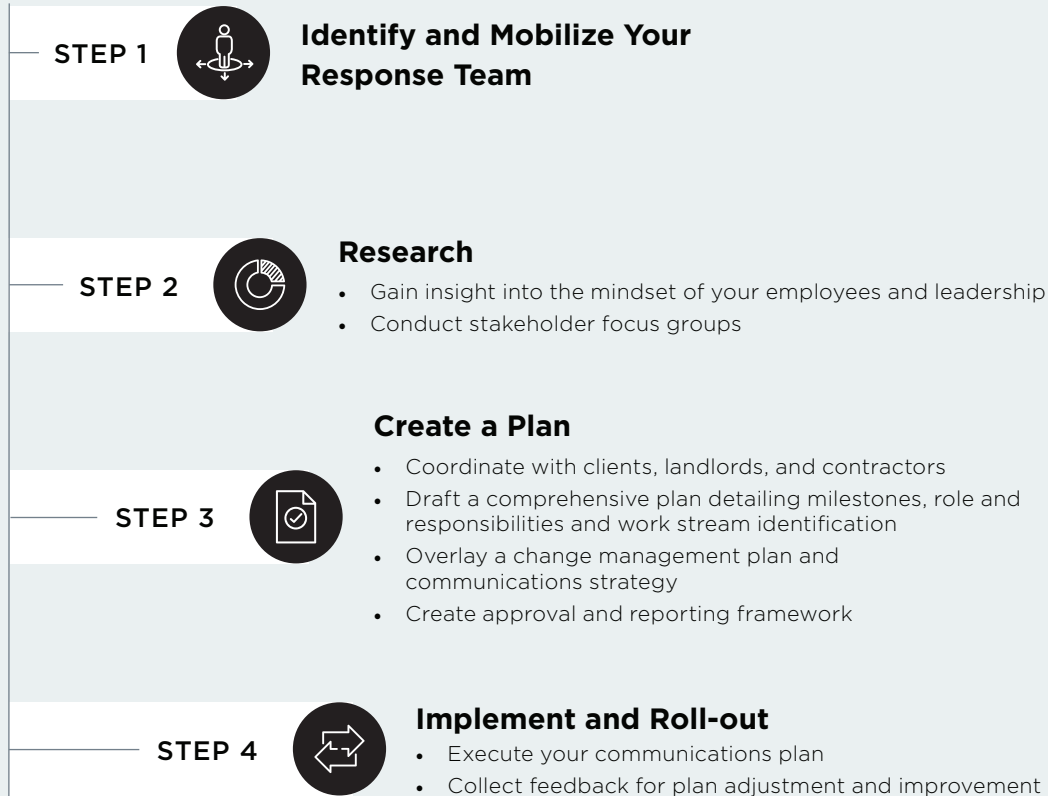 STEP 1
Identify and Mobilize Your
Response Team
STEP 2
Research
• Gain insight into the mindset of your employees and leadership
• Conduct stakeholder focus groups
STEP 3
Create a Plan
• Coordinate with clients, landlords, and contractors
• Draft a comprehensive plan detailing milestones, role and
responsibilities and work stream identification
• Overlay a change management plan and
communications strategy
• Create approval and reporting framework
STEP 4
Implement and Roll-out
• Execute your communications plan
• Collect feedback for plan adjustment and improvement